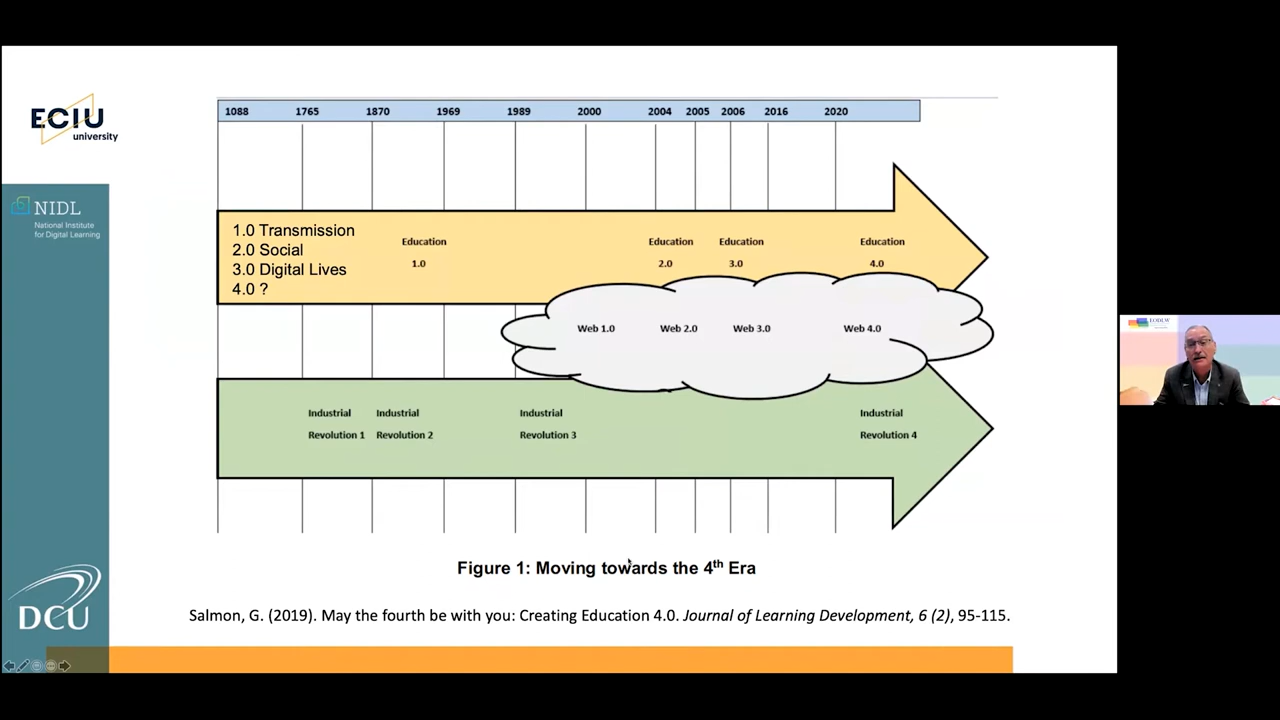 ECIU
university
NIDL
National Institute
for Digital Learning
DCU
1088 1765 1870 1969 1989 2000 2004 2005 2006 2016 2020
1.0 Transmission
2.0 Social
3.0 Digital Lives
4.0 ?
Education
1.0
Education
2.0
Education
3.0
Education
4.0
Web 1.0 Web 2.0 Web 3.0 Web 4.0
Industrial
Revolution 1
Industrial
Revolution 2
Industrial
Revolution 3
Industrial
Revolution 4
Figure 1: Moving towards the 4th Era
Salmon, G. (2019). May the fourth be with you: Creating Education 4.0. Journal of Learning Development, 6 (2), 95-115.